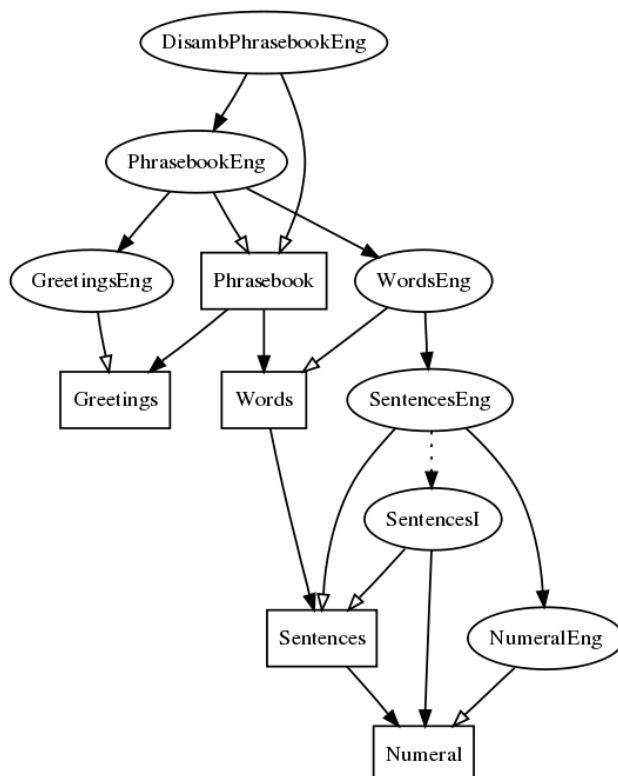 DisambPhrasebookEng
PhrasebookEng
GreetingsEng
Phrasebook
WordsEng
Greetings
Words
SentencesEng
SentencesI
Sentences
NumeralEng
Numeral